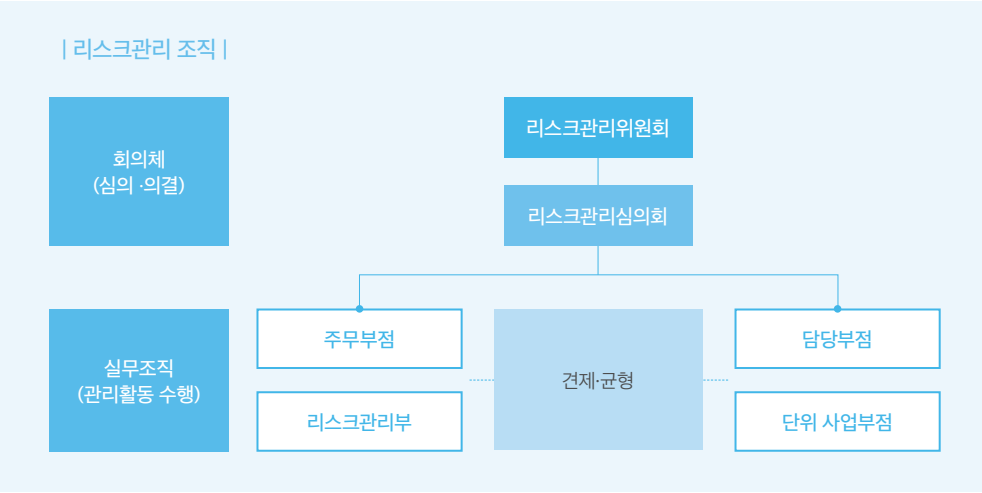 | 리스크관리 조직 |
회의체
(심의 ·의결)
리스크관리위원회
리스크관리심의회
실무조직
(관리활동 수행)
주무부점
리스크관리부
견제·균형
담당부점
단위 사업부점